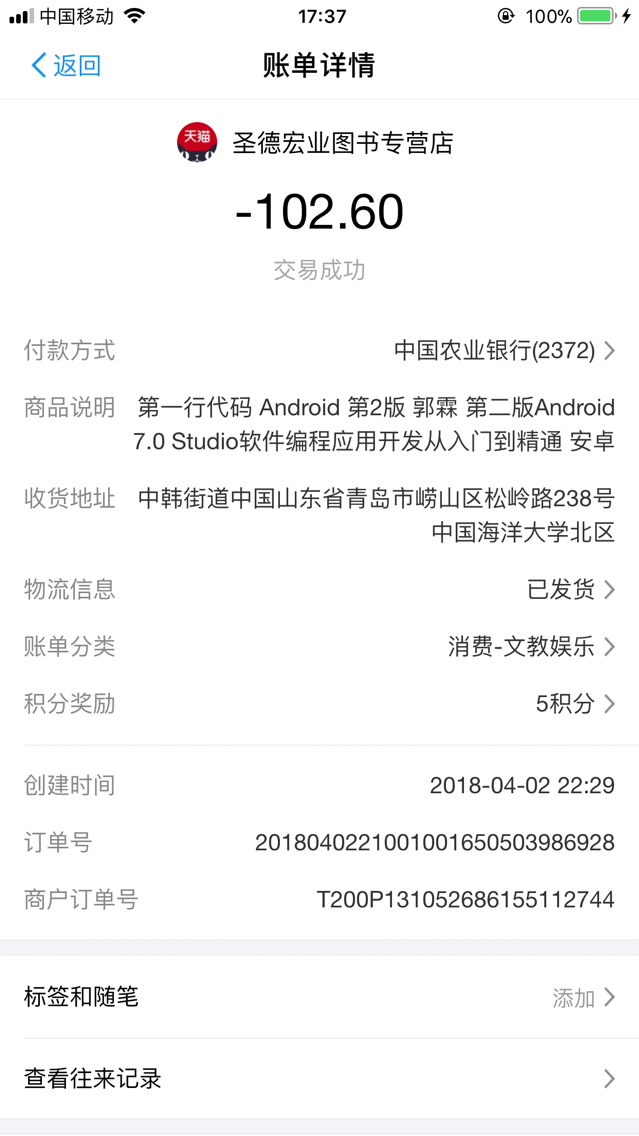 中国移动 17:37 100%
返回 账单详情
天猫 圣德宏业图书专营店
-102.60
交易成功
付款方式 中国农业银行(2372)
商品说明 第一行代码 Android 第2版 郭霖 第二版Android
7.0 Studio软件编程应用开发从入门到精通 安卓
收货地址 中韩街道中国山东省青岛市崂山区松岭路238号
中国海洋大学北区
物流信息 已发货
账单分类 消费-文教娱乐
积分奖励 5积分
创建时间 2018-04-02 22:29
订单号 2018040221001001650503986928
商户订单号 T200P131052686155112744
标签和随笔 添加
查看往来记录